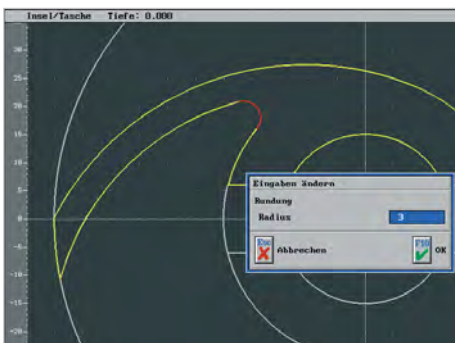 Insel/Tasche Tiefe: 0.000
30
25
20
15
10
5
0
-5
-10
-15
-20
Eingaben ändern
Rundung
Radius 3
Esc Abbrechen F10 OK